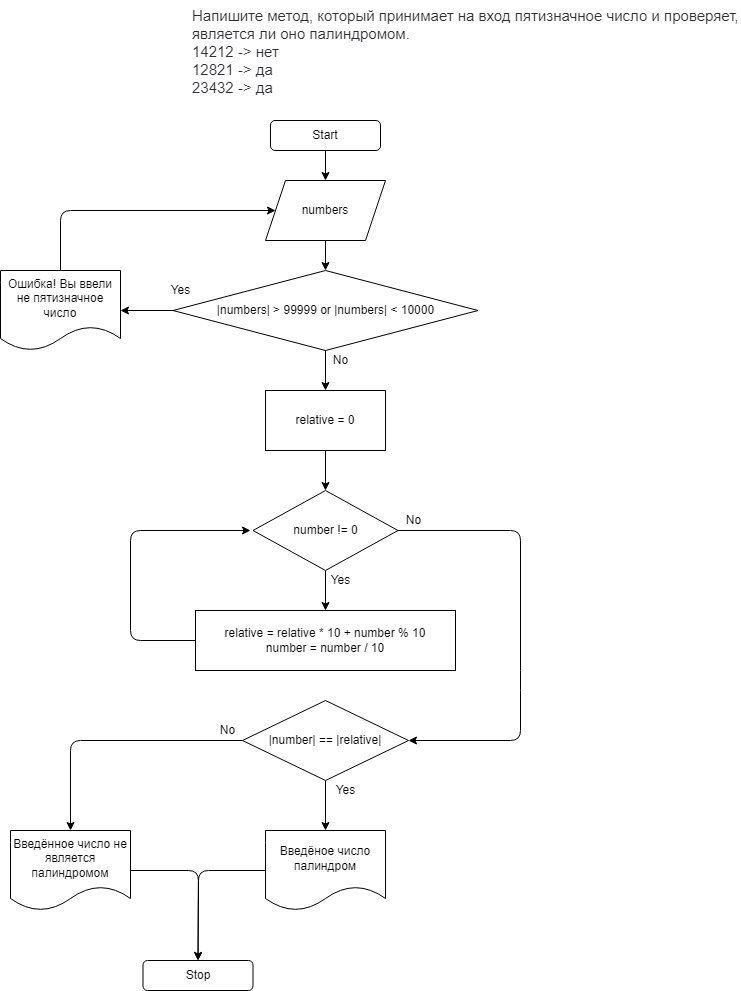 Напишите метод, который принимает на вход пятизначное число и проверяет,
является ли оно палиндромом.
14212 -> нет
12821 -> да
23432 -> да
Start
numbers
Ошибка! Вы ввели
не пятизначное
число
Yes
|numbers| > 99999 or |numbers| < 10000
No
relative = 0
number != 0
No
Yes
relative = relative * 10 + number % 10
number = number / 10
No
|number| == |relative|
Yes
Введённое число не
является
палиндромом
Введёное число
палиндром
Stop